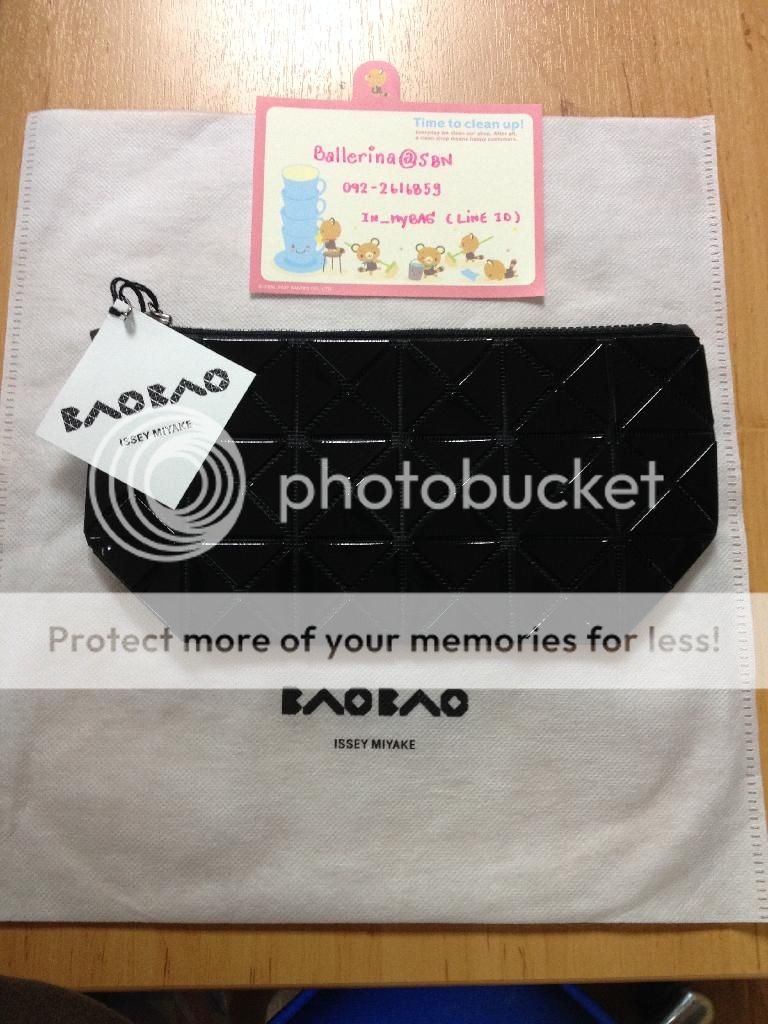 Time to clean up!
Everyday we clean our shop. After all,
a clean shop means happy customers.
Ballerina@SBN
092-2616859
IN_MYBAG (LINE ID)
BAOBAO
ISSEY MIYAKE
photobucket
Protect more of your memories for less!
BAOBAO
ISSEY MIYAKE